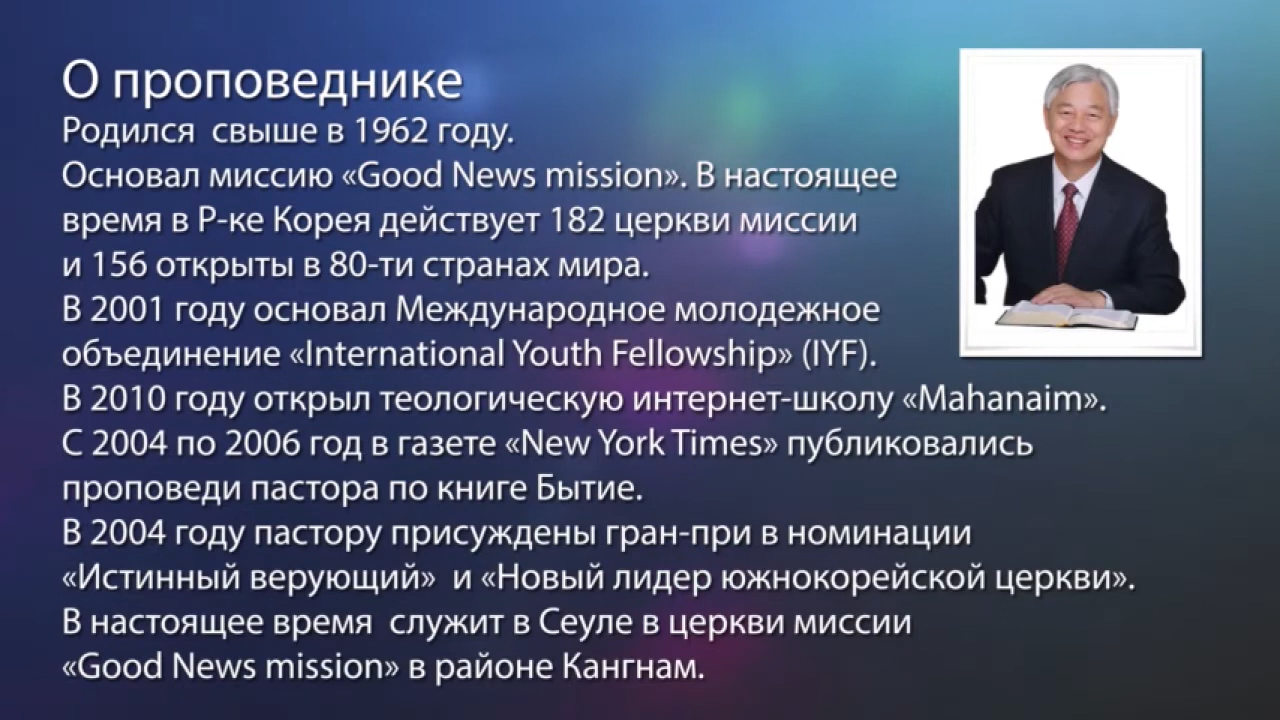 О проповеднике
Родился свыше в 1962 году.
Основал миссию «Good News mission». В настоящее
время в Р-ке Корея действует 182 церкви миссии
и 156 открыты в 80-ти странах мира.
В 2001 году основал Международное молодежное
объединение «International Youth Fellowship» (IYF).
В 2010 году открыл теологическую интернет-школу «Mahanaim».
С 2004 по 2006 год в газете «New York Times» публиковались
проповеди пастора по книге Бытие.
В 2004 году пастору присуждены гран-при в номинации
«Истинный верующий» и «Новый лидер южнокорейской церкви».
В настоящее время служит в Сеуле в церкви миссии
«Good News mission» в районе Кангнам.